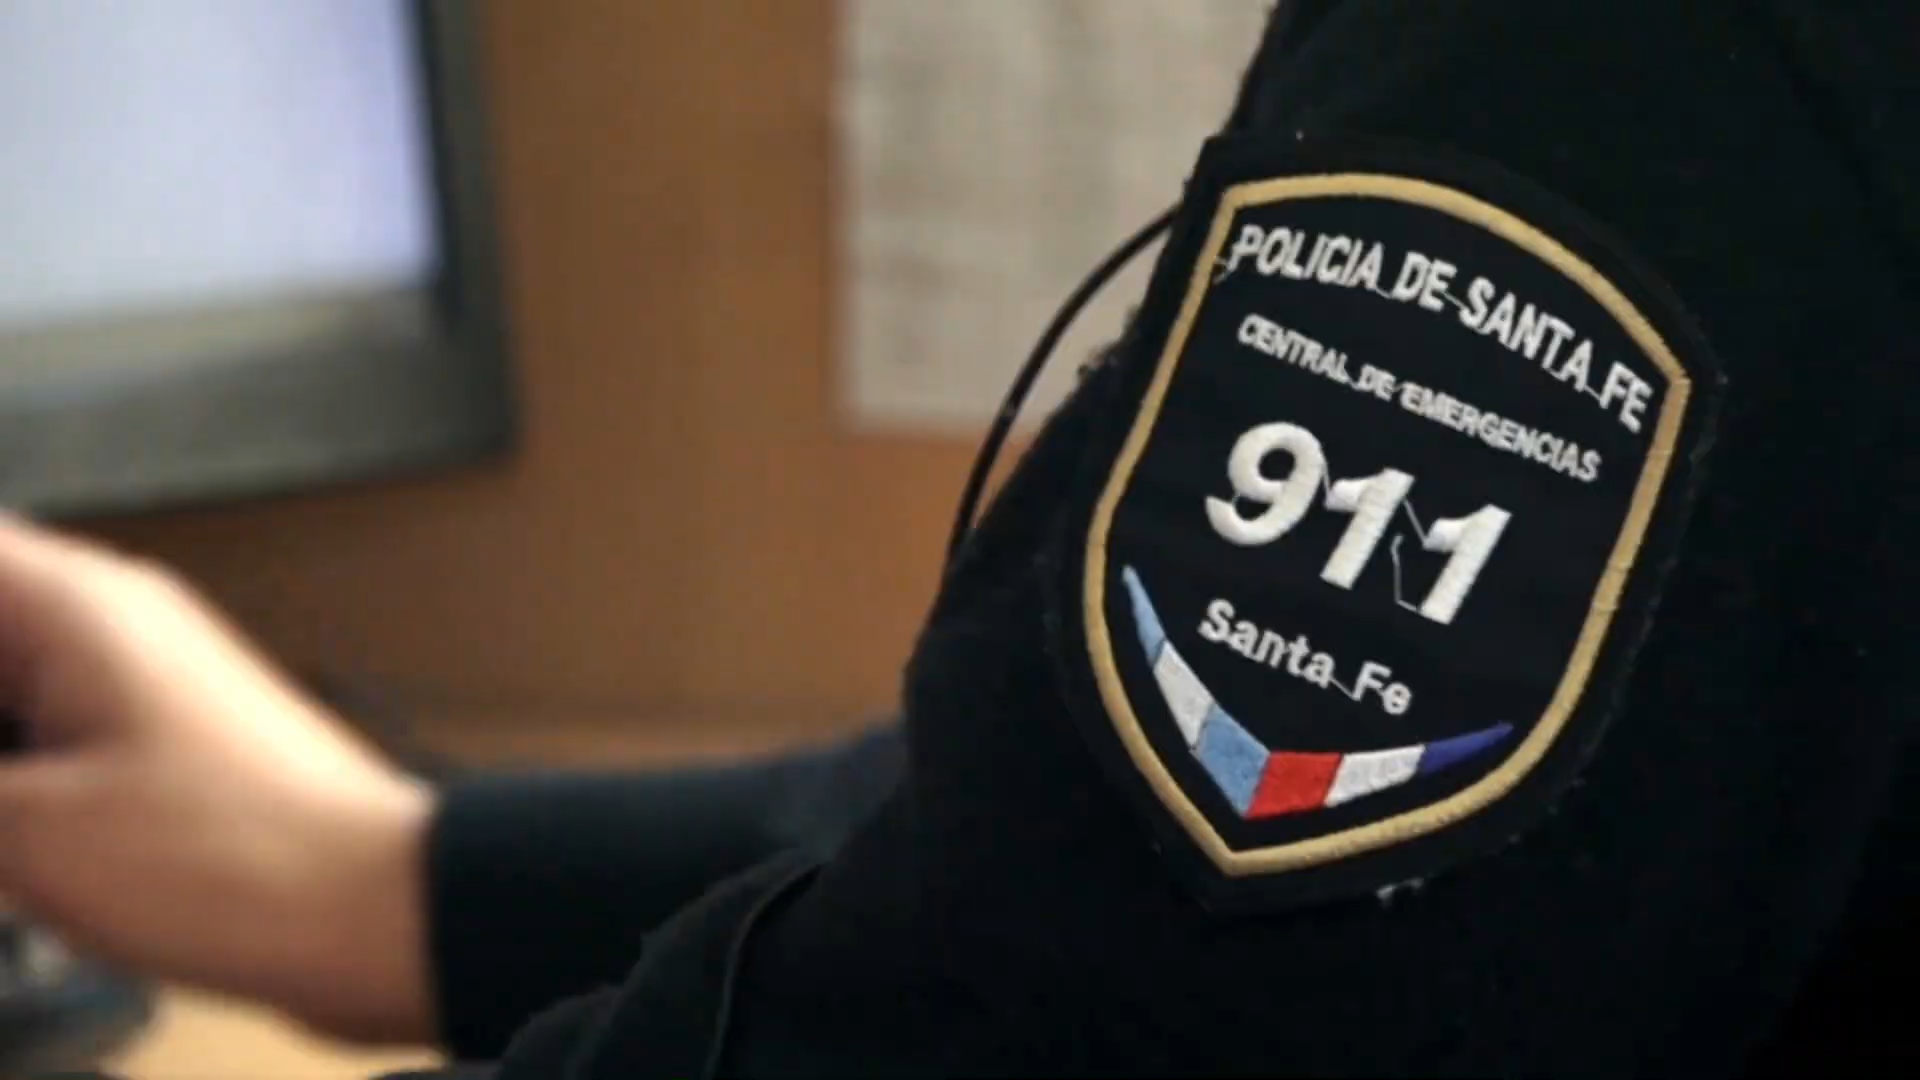 POLICIA DE SANTA FE
CENTRAL DE EMERGENCIAS
911
Santa Fe